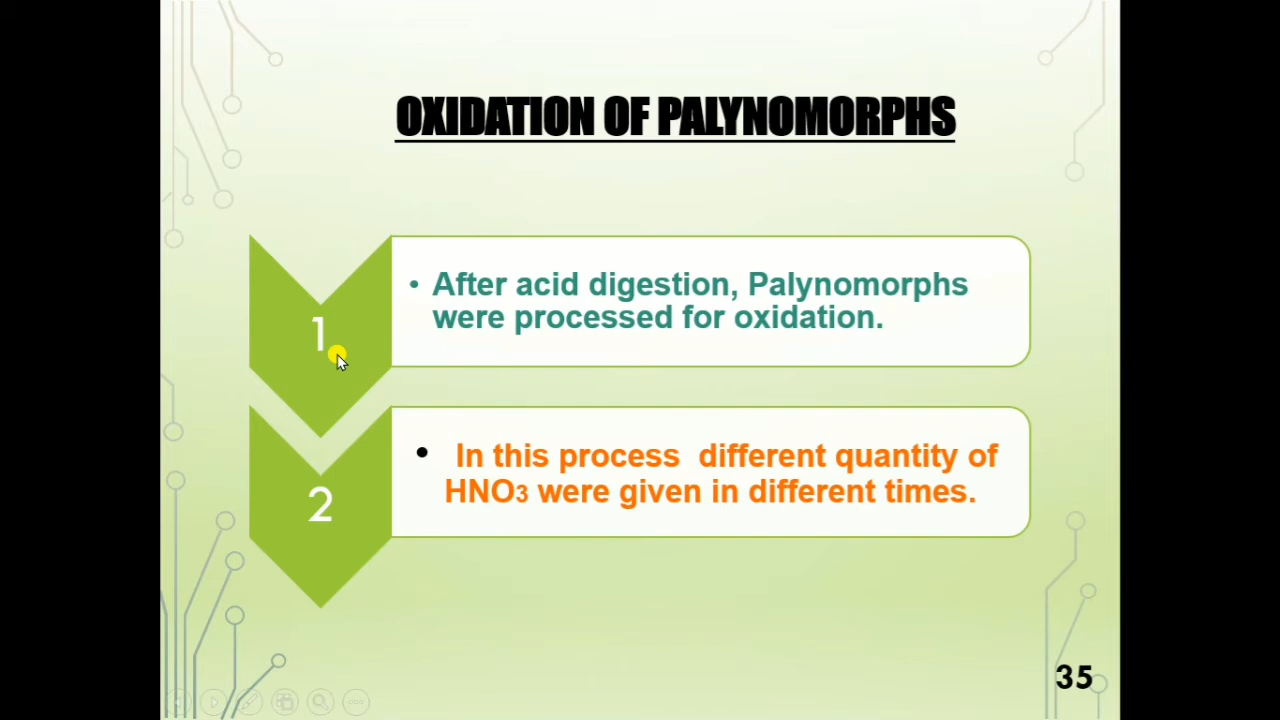 OXIDATION OF PALYNOMORPHS
1
• After acid digestion, Palynomorphs
were processed for oxidation.
2
• In this process different quantity of
HNO3 were given in different times.
35